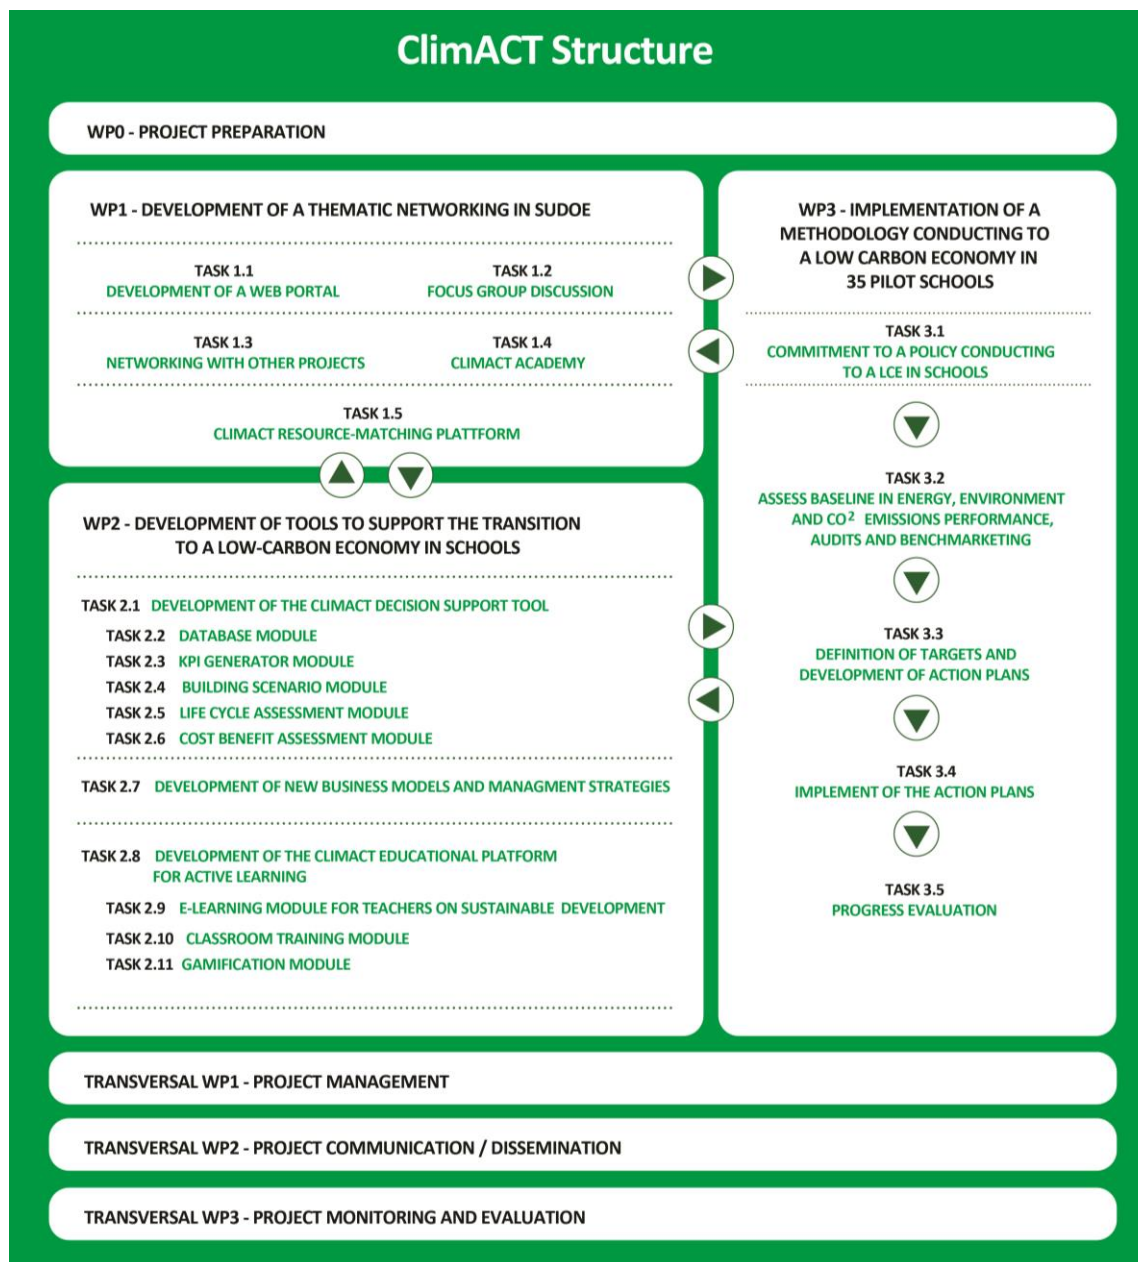 ClimACT Structure
WP0 - PROJECT PREPARATION
WP1 - DEVELOPMENT OF A THEMATIC NETWORKING IN SUDOE
TASK 1.1
DEVELOPMENT OF A WEB PORTAL
TASK 1.2
FOCUS GROUP DISCUSSION
TASK 1.3
NETWORKING WITH OTHER PROJECTS
TASK 1.4
CLIMACT ACADEMY
TASK 1.5
CLIMACT RESOURCE-MATCHING PLATTFORM
WP2 - DEVELOPMENT OF TOOLS TO SUPPORT THE TRANSITION
TO A LOW-CARBON ECONOMY IN SCHOOLS
TASK 2.1 DEVELOPMENT OF THE CLIMACT DECISION SUPPORT TOOL
TASK 2.2 DATABASE MODULE
TASK 2.3 KPI GENERATOR MODULE
TASK 2.4 BUILDING SCENARIO MODULE
TASK 2.5 LIFE CYCLE ASSESSMENT MODULE
TASK 2.6 COST BENEFIT ASSESSMENT MODULE
TASK 2.7 DEVELOPMENT OF NEW BUSINESS MODELS AND MANAGMENT STRATEGIES
TASK 2.8 DEVELOPMENT OF THE CLIMACT EDUCATIONAL PLATFORM
FOR ACTIVE LEARNING
TASK 2.9 E-LEARNING MODULE FOR TEACHERS ON SUSTAINABLE DEVELOPMENT
TASK 2.10 CLASSROOM TRAINING MODULE
TASK 2.11 GAMIFICATION MODULE
WP3 - IMPLEMENTATION OF A
METHODOLOGY CONDUCTING TO
A LOW CARBON ECONOMY IN
35 PILOT SCHOOLS
TASK 3.1
COMMITMENT TO A POLICY CONDUCTING
TO A LCE IN SCHOOLS
TASK 3.2
ASSESS BASELINE IN ENERGY, ENVIRONMENT
AND CO² EMISSIONS PERFORMANCE,
AUDITS AND BENCHMARKETING
TASK 3.3
DEFINITION OF TARGETS AND
DEVELOPMENT OF ACTION PLANS
TASK 3.4
IMPLEMENT OF THE ACTION PLANS
TASK 3.5
PROGRESS EVALUATION
TRANSVERSAL WP1 - PROJECT MANAGEMENT
TRANSVERSAL WP2 - PROJECT COMMUNICATION / DISSEMINATION
TRANSVERSAL WP3 - PROJECT MONITORING AND EVALUATION